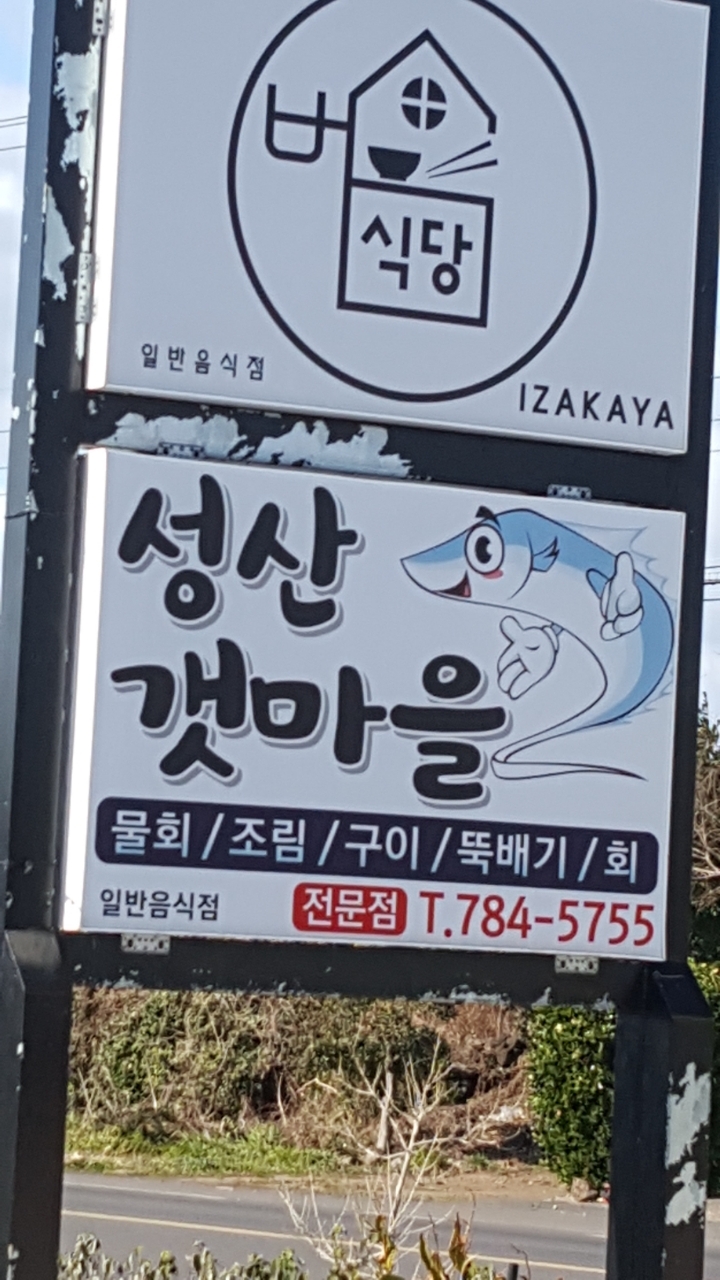 버
식당
일반음식점
IZAKAYA
성산
갯마을
물회/조림/구이/뚝배기/회
일반음식점 전문점 T.784-5755